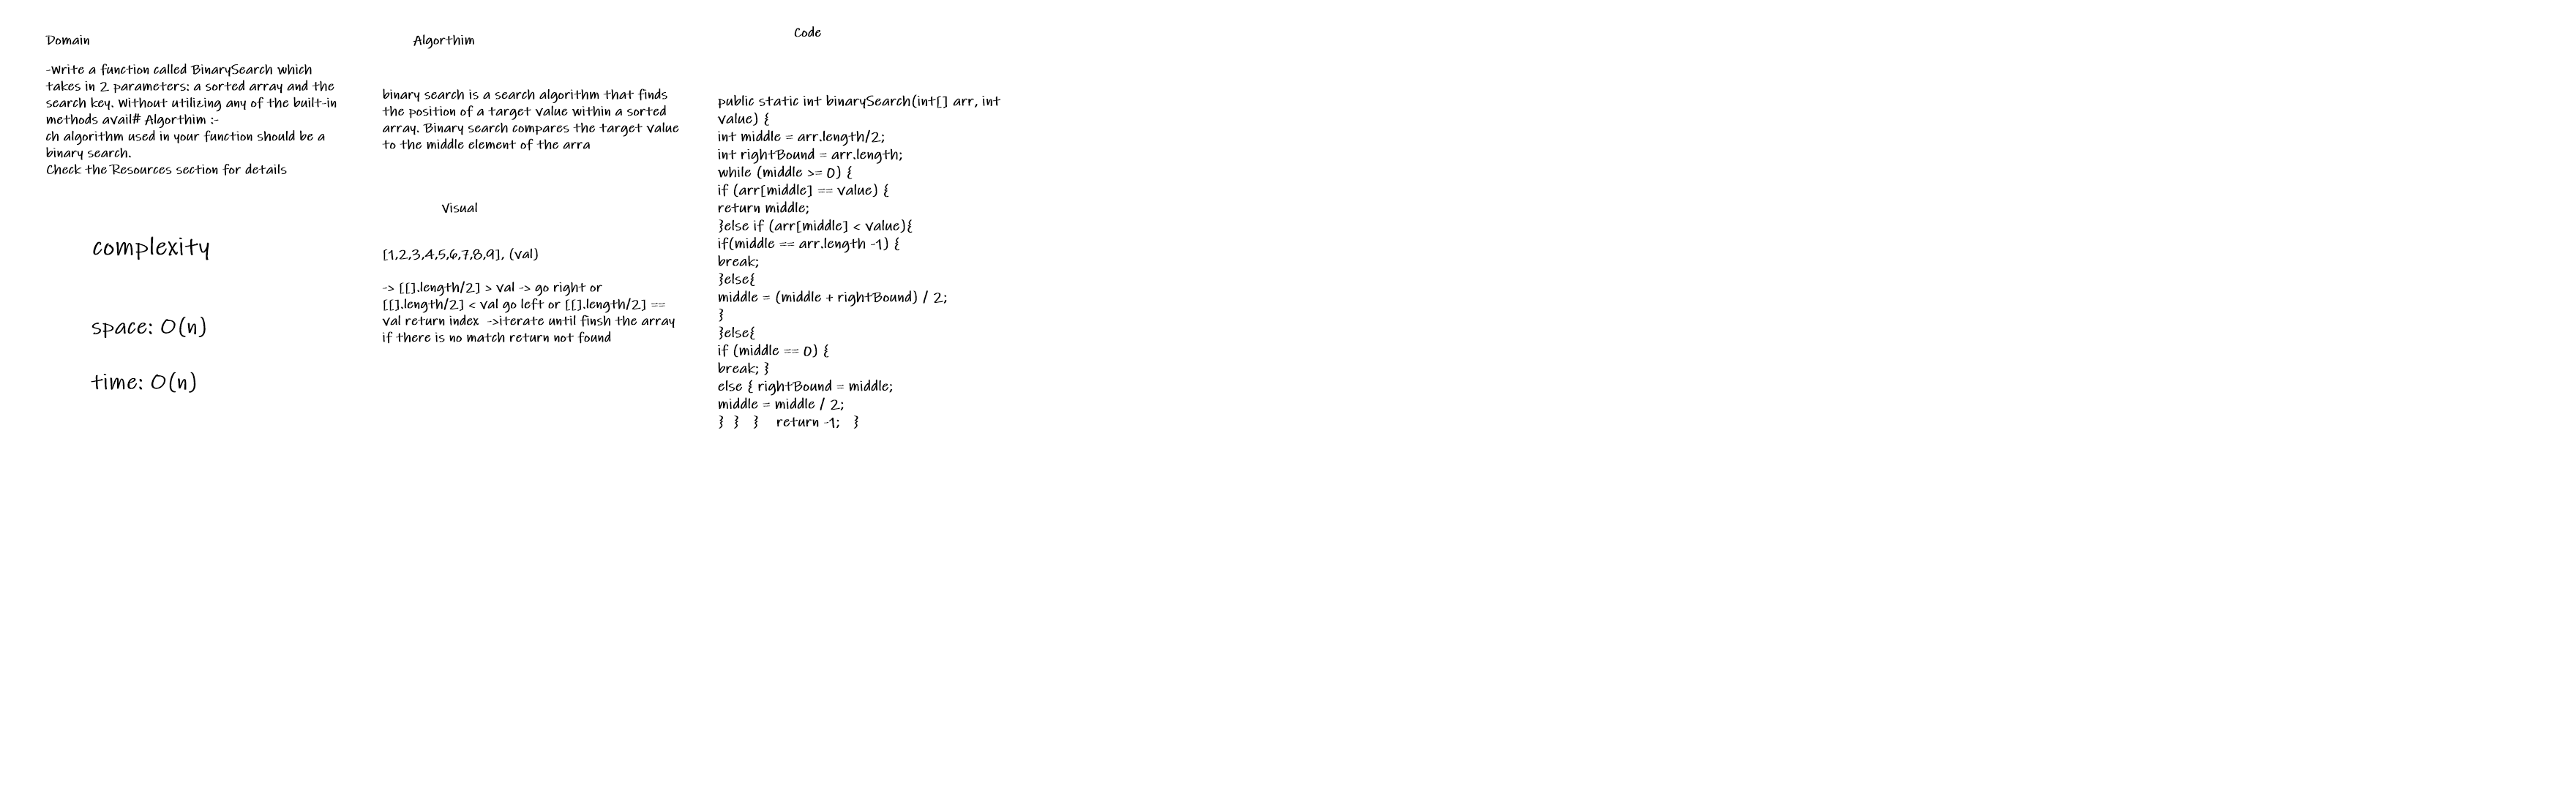 Domain
-Write a function called BinarySearch which
takes in 2 parameters: a sorted array and the
search key. Without utilizing any of the built-in
methods avail# Algorthim :-
ch algorithm used in your function should be a
binary search.
Check the Resources section for details
complexity
space: O(n)
time: O(n)
Algorthim
binary search is a search algorithm that finds
the position of a target value within a sorted
array. Binary search compares the target value
to the middle element of the arra
Visual
[1,2,3,4,5,6,7,8,9], (val)
-> [[].length/2] > val -> go right or
[[].length/2] < val go left or [[].length/2] ==
val return index ->iterate until finsh the array
if there is no match return not found
Code
public static int binarySearch(int[] arr, int
value) {
int middle = arr.length/2;
int rightBound = arr.length;
while (middle >= 0) {
if (arr[middle] == value) {
return middle;
}else if (arr[middle] < value){
if(middle == arr.length -1) {
break;
}else{
middle = (middle + rightBound) / 2;
}
}else{
if (middle == 0) {
break; }
else { rightBound = middle;
middle = middle / 2;
} } } return -1; }